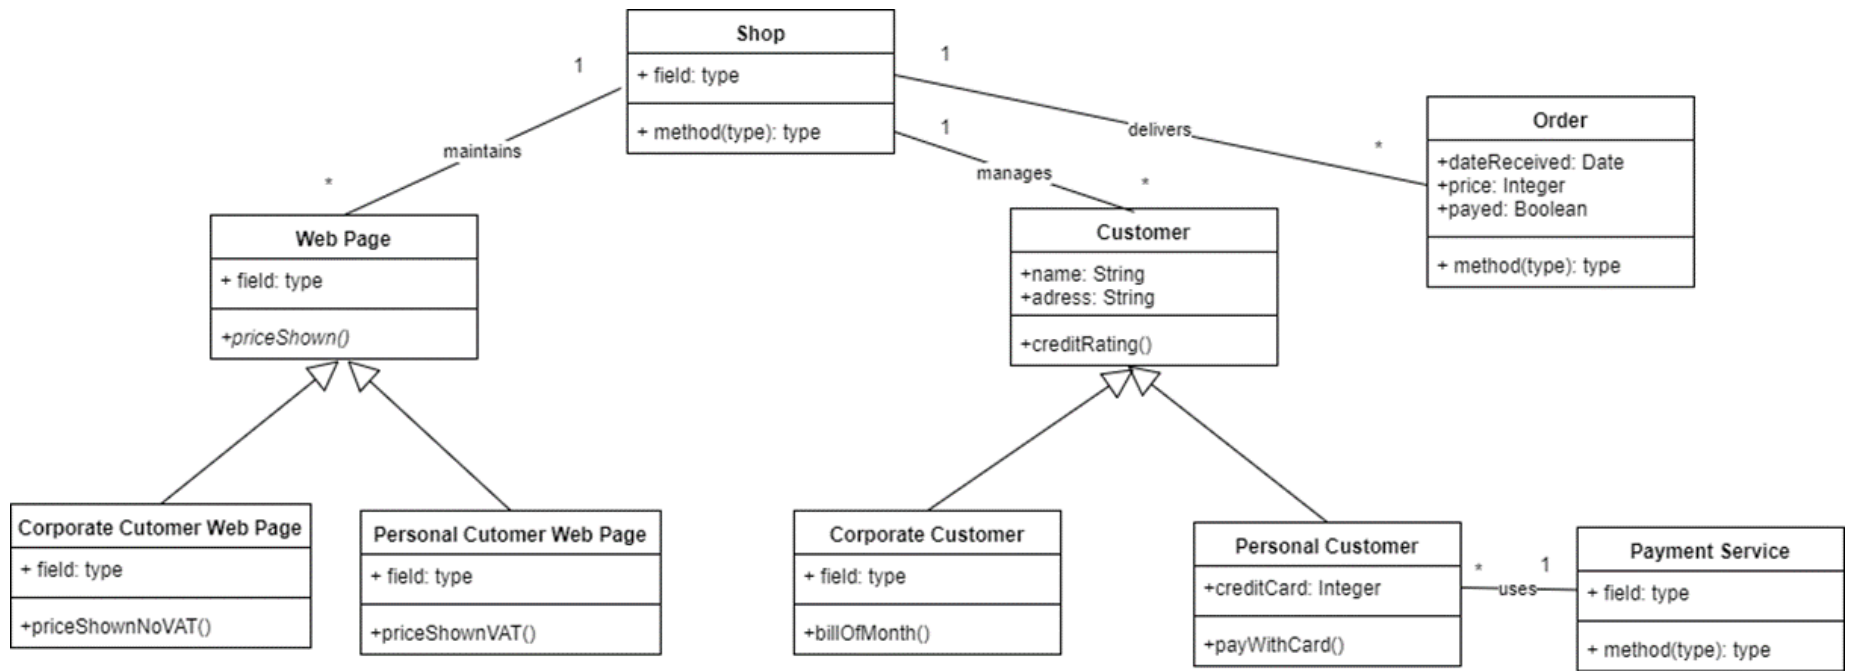 Shop
+ field: type
+ method(type): type
1
maintains
*
1
delivers
*
1
manages
*
Order
+dateReceived: Date
+price: Integer
+payed: Boolean
+ method(type): type
Web Page
+ field: type
+priceShown()
Customer
+name: String
+adress: String
+creditRating()
Corporate Cutomer Web Page
+ field: type
+priceShownNoVAT()
Personal Cutomer Web Page
+ field: type
+priceShownVAT()
Corporate Customer
+ field: type
+billOfMonth()
Personal Customer
+creditCard: Integer
+payWithCard()
*
uses
1
Payment Service
+ field: type
+ method(type): type